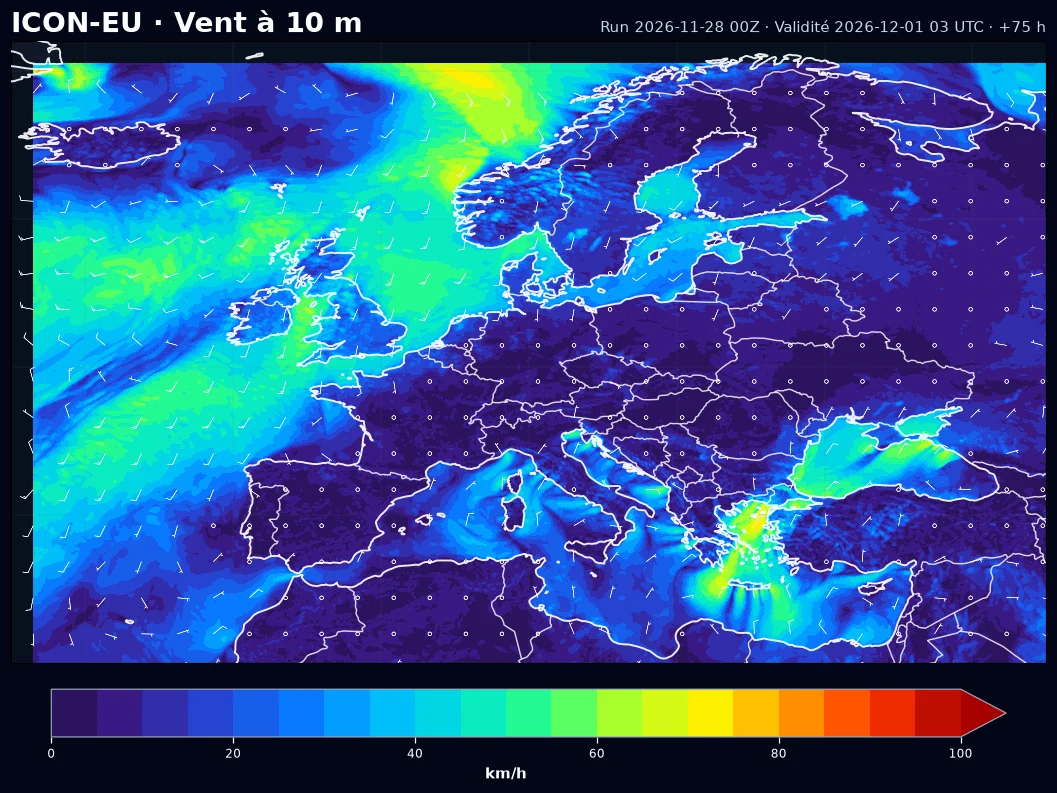 ICON-EU · Vent à 10 m
Run 2026-11-28 00Z · Validité 2026-12-01 03 UTC · +75 h
0 20 40 60 80 100
km/h